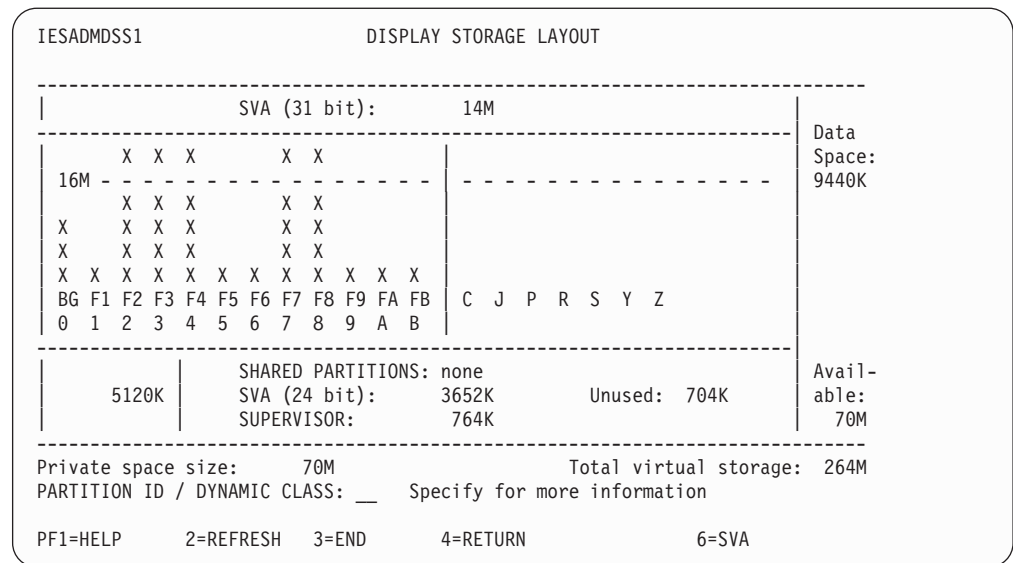 IESADMDSS1                     DISPLAY STORAGE LAYOUT
-------------------------------------------------------------------------------
|                  SVA (31 bit):        14M                             |
------------------------------------------------------------------------| Data
|       X  X  X        X  X            |                                | Space:
| 16M - - - - - - - - - - - - - - - - | - - - - - - - - - - - - - - -  | 9440K
|       X  X  X        X  X            |                                |
| X     X  X  X        X  X            |                                |
| X     X  X  X        X  X            |                                |
| X  X  X  X  X  X  X  X  X  X  X  X  |                                |
| BG F1 F2 F3 F4 F5 F6 F7 F8 F9 FA FB | C  J  P  R  S  Y  Z            |
| 0  1  2  3  4  5  6  7  8  9  A  B  |                                |
------------------------------------------------------------------------|
|            |     SHARED PARTITIONS: none                              | Avail-
|      5120K |     SVA (24 bit):      3652K         Unused:  704K       | able:
|            |     SUPERVISOR:         764K                             |   70M
-------------------------------------------------------------------------------
Private space size:      70M                       Total virtual storage:  264M
PARTITION ID / DYNAMIC CLASS: __   Specify for more information
PF1=HELP      2=REFRESH   3=END       4=RETURN                6=SVA